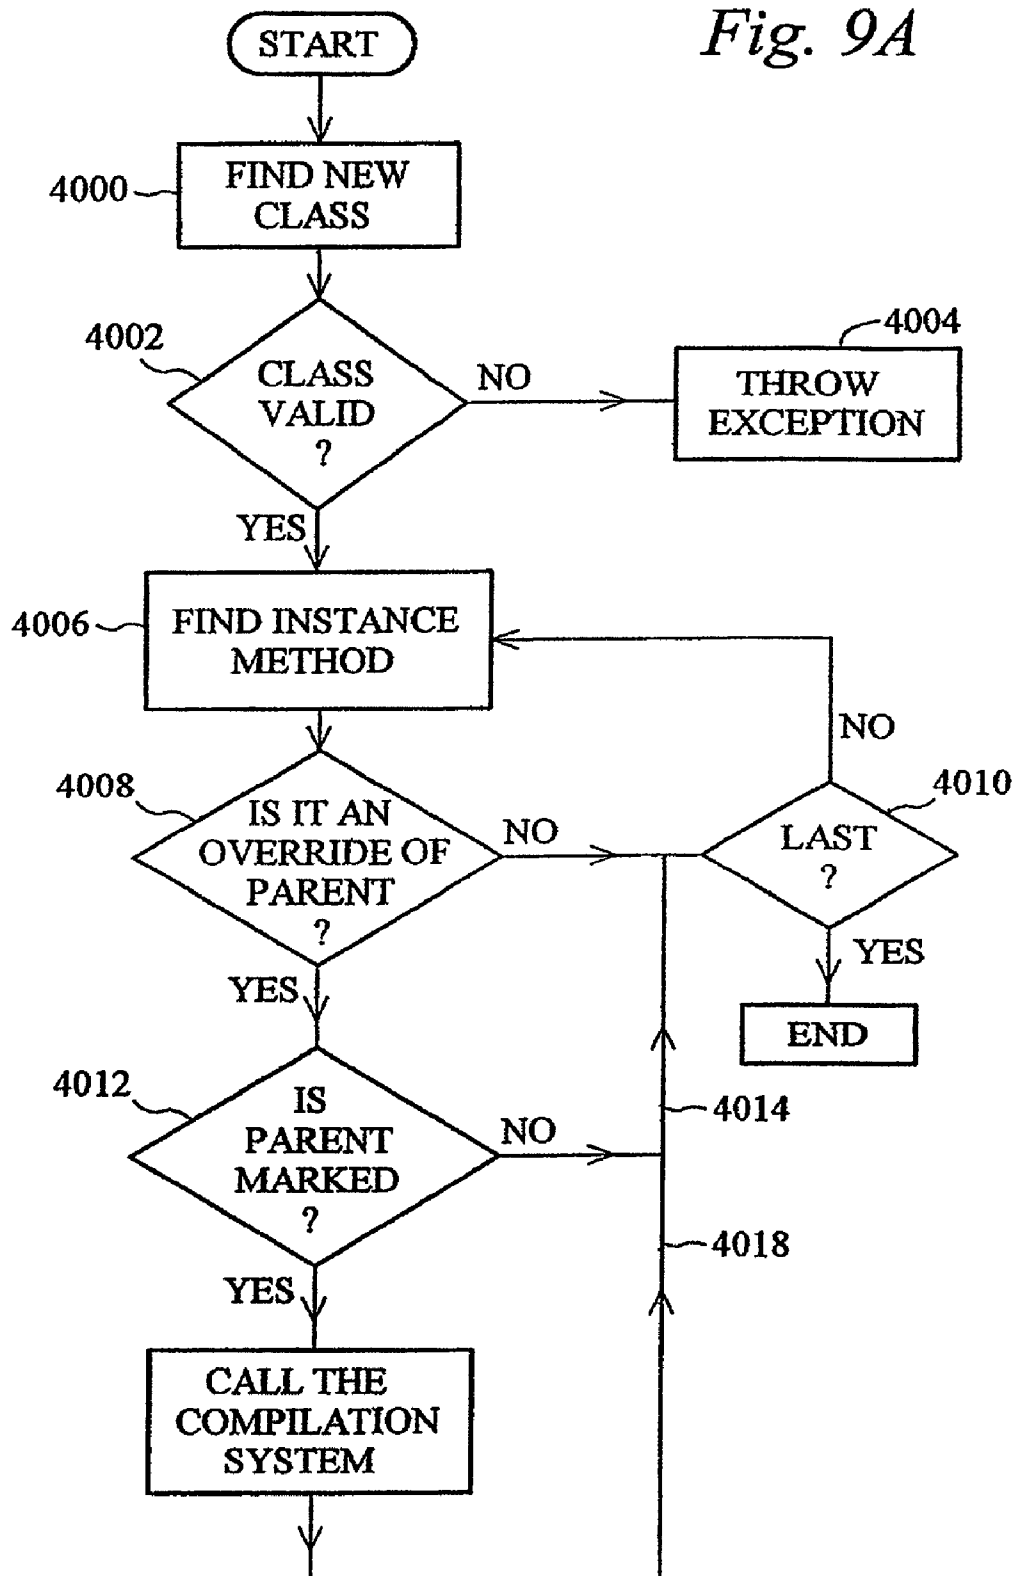 Fig. 9A
START
4000
FIND NEW
CLASS
4002
CLASS
VALID
?
NO
4004
THROW
EXCEPTION
YES
4006
FIND INSTANCE
METHOD
NO
4008
IS IT AN
OVERRIDE OF
PARENT
?
NO
4010
LAST
?
YES
YES
END
4012
IS
PARENT
MARKED
?
NO
4014
4018
YES
CALL THE
COMPILATION
SYSTEM